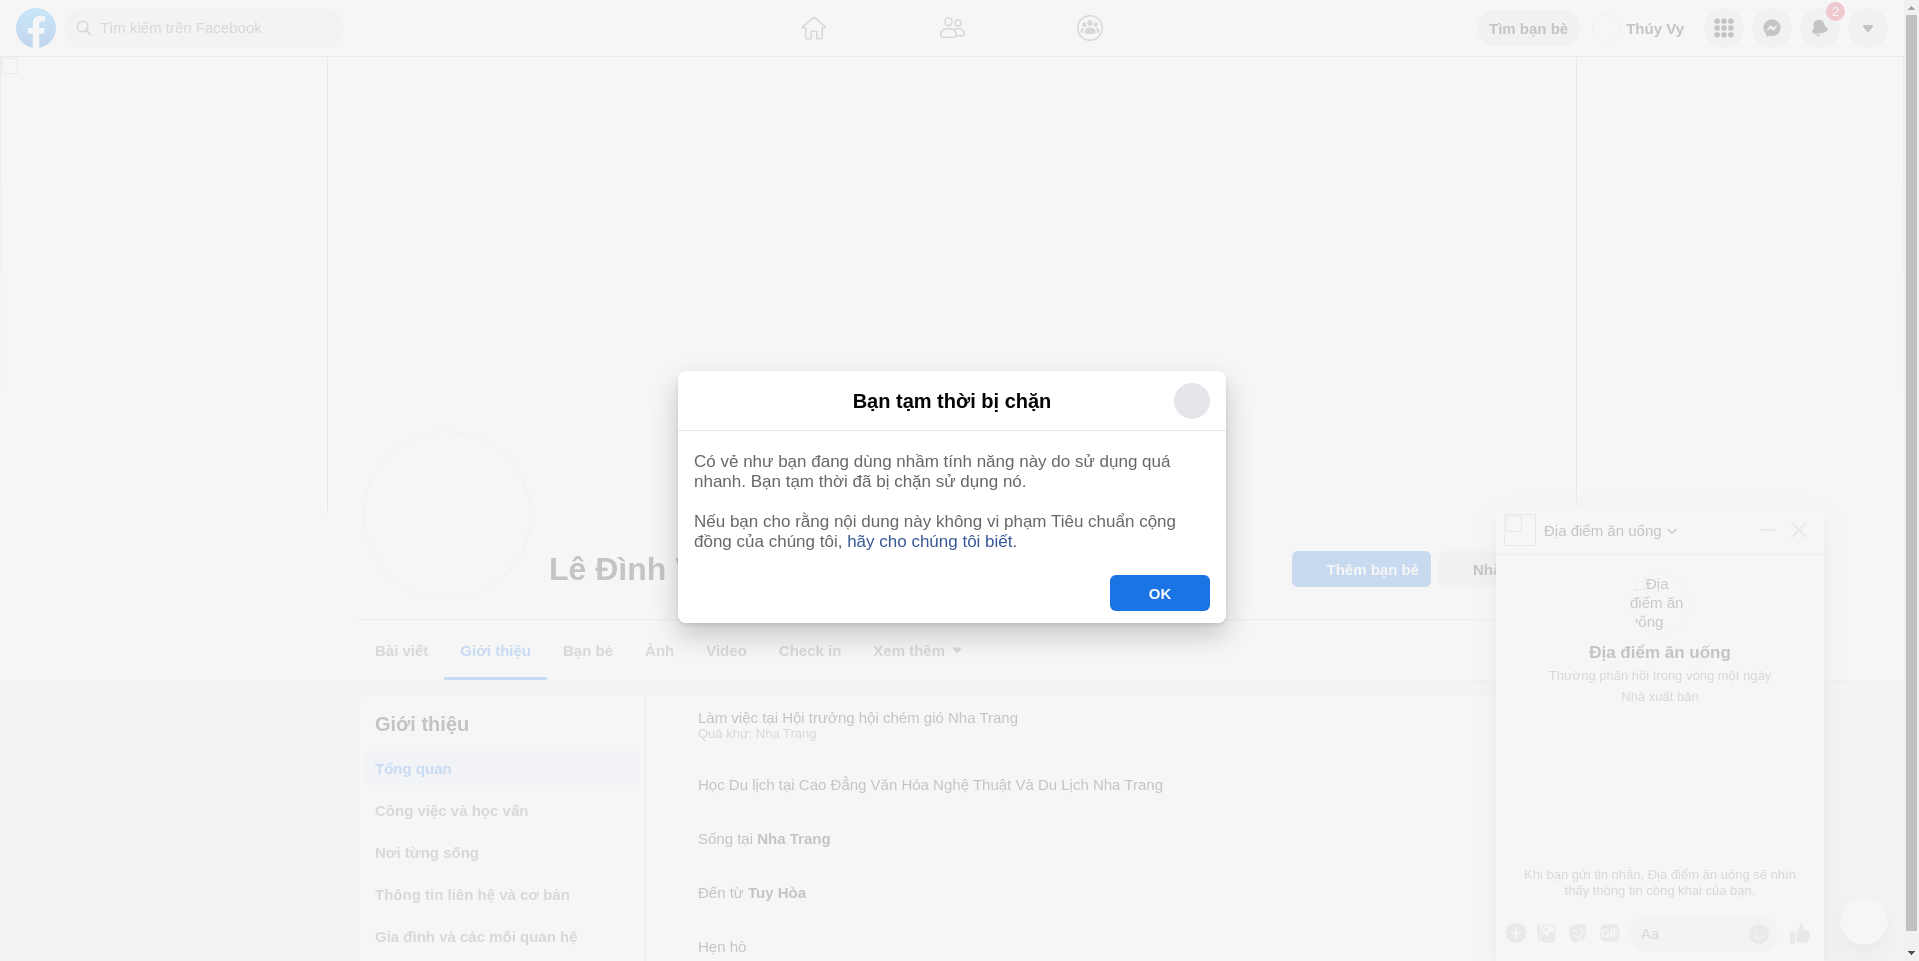 Tìm kiếm trên Facebook
Tìm bạn bè
Thúy Vy
2
Bạn tạm thời bị chặn
Có vẻ như bạn đang dùng nhầm tính năng này do sử dụng quá
nhanh. Bạn tạm thời đã bị chặn sử dụng nó.
Nếu bạn cho rằng nội dung này không vi phạm Tiêu chuẩn cộng
đồng của chúng tôi, hãy cho chúng tôi biết.
OK
Lê Đình
Thêm bạn bè
Bài viết
Giới thiệu
Bạn bè
Ảnh
Video
Check in
Xem thêm
Giới thiệu
Tổng quan
Công việc và học vấn
Nơi từng sống
Thông tin liên hệ và cơ bản
Gia đình và các mối quan hệ
Làm việc tại Hội trưởng hội chém gió Nha Trang
Quá khứ: Nha Trang
Học Du lịch tại Cao Đẳng Văn Hóa Nghệ Thuật Và Du Lịch Nha Trang
Sống tại Nha Trang
Đến từ Tuy Hòa
Hẹn hò
Địa điểm ăn uống
Địa
điểm ăn
uống
Địa điểm ăn uống
Thường phản hồi trong vòng một ngày
Nhà xuất bản
Khi bạn gửi tin nhắn, Địa điểm ăn uống sẽ nhìn
thấy thông tin công khai của bạn.
GIF
Aa